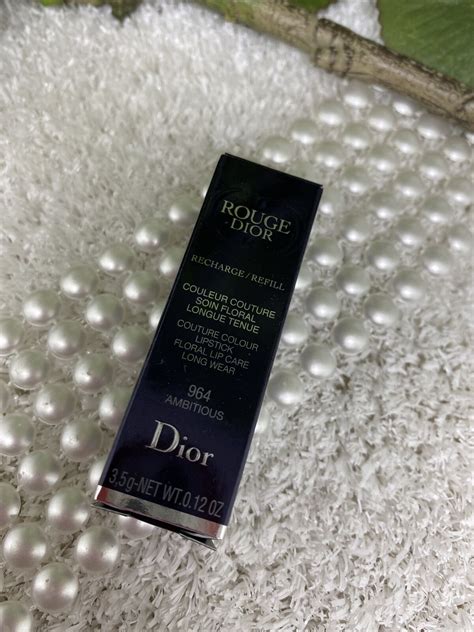 ROUGE
DIOR
RECHARGE/REFILL
COULEUR COUTURE
SOIN FLORAL
LONGUE TENUE
COUTURE COLOUR
LIPSTICK
FLORAL LIP CARE
LONG WEAR
964
AMBITIOUS
Dior
3.5g-NET WT.0.12 OZ